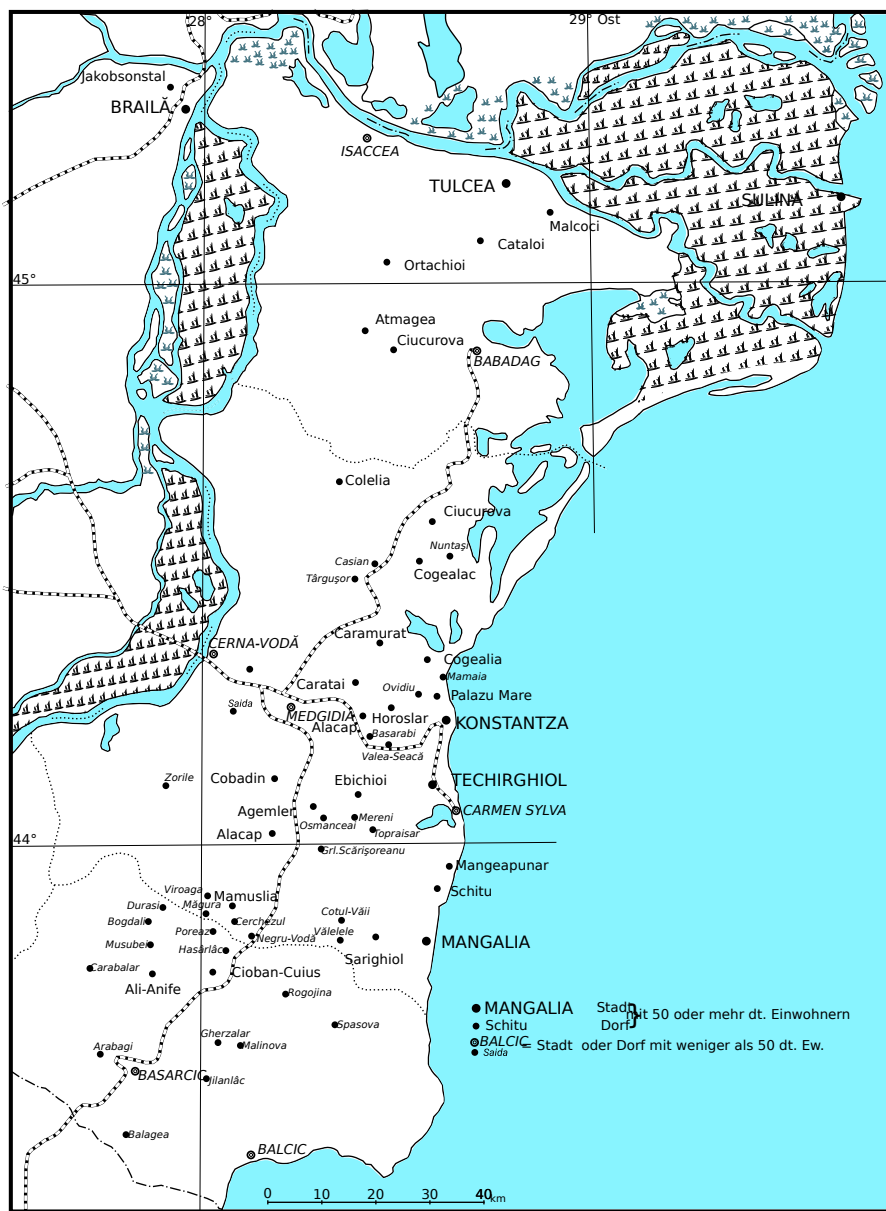 28°
29° Ost
Jakobsonstal
BRAILĂ
ISACCEA
TULCEA
SULINA
Malcoci
Cataloi
Ortachioi
45°
Atmagea
Ciucurova
BABADAG
Colelia
Ciucurova
Nuntaşi
Casian
Cogealac
Târguşor
Caramurat
CERNA-VODĂ
Cogealia
Mamaia
Caratai
Ovidiu
Palazu Mare
Saida
MEDGIDIA
Horoslar
KONSTANTZA
Alacap
Basarabi
Valea-Seacă
Zorile
Cobadin
Ebichioi
TECHIRGHIOL
Agemler
Mereni
CARMEN SYLVA
Osmanceai
Alacap
Topraisar
44°
Grl.Scărişoreanu
Mangeapunar
Viroaga
Mamuslia
Schitu
Durasi
Măgura
Cotul-Văii
Bogdali
Cerchezul
Poreaz
Vălelele
Musubei
Negru-Vodă
MANGALIA
Hasârlâc
Sarighiol
Carabalar
Cioban-Cuius
Ali-Anife
Rogojina
MANGALIA Stadt
} mit 50 oder mehr dt. Einwohnern
Schitu Dorf
Spasova
Gherzalar
BALCIC
= Stadt oder Dorf mit weniger als 50 dt. Ew.
Saida
Malinova
Arabagi
BASARCIC
Jilanlâc
Balagea
BALCIC
0 10 20 30 40 km